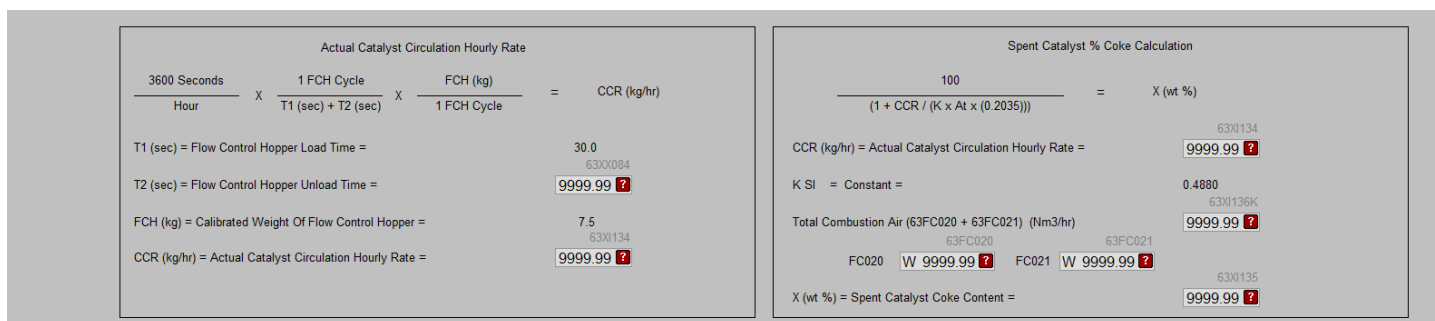 Actual Catalyst Circulation Hourly Rate
3600 Seconds
Hour
X
1 FCH Cycle
T1 (sec) + T2 (sec)
X
FCH (kg)
1 FCH Cycle
=
CCR (kg/hr)
T1 (sec) = Flow Control Hopper Load Time =
30.0
63XX084
T2 (sec) = Flow Control Hopper Unload Time =
9999.99 ?
FCH (kg) = Calibrated Weight Of Flow Control Hopper =
7.5
63XI134
CCR (kg/hr) = Actual Catalyst Circulation Hourly Rate =
9999.99 ?
Spent Catalyst % Coke Calculation
100
(1 + CCR / (K x At x (0.2035)))
=
X (wt %)
63XI134
CCR (kg/hr) = Actual Catalyst Circulation Hourly Rate =
9999.99 ?
K SI = Constant =
0.4880
63XI136K
Total Combustion Air (63FC020 + 63FC021) (Nm3/hr)
9999.99 ?
63FC020
63FC021
FC020
W 9999.99 ?
FC021
W 9999.99 ?
63XI135
X (wt %) = Spent Catalyst Coke Content =
9999.99 ?